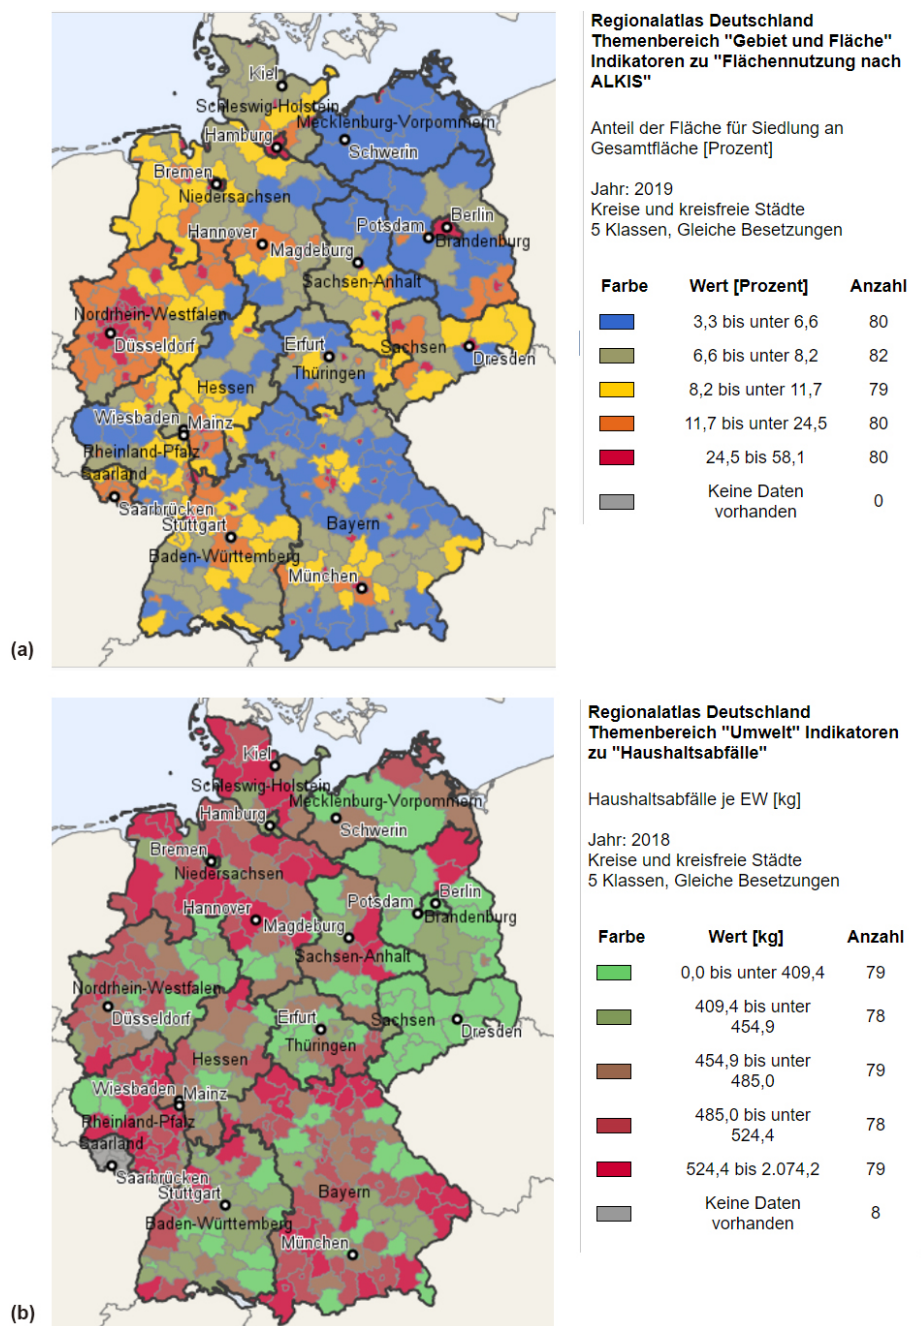 Regionalatlas Deutschland
Themenbereich "Gebiet und Fläche"
Indikatoren zu "Flächennutzung nach
ALKIS"
Anteil der Fläche für Siedlung an
Gesamtfläche [Prozent]
Jahr: 2019
Kreise und kreisfreie Städte
5 Klassen, Gleiche Besetzungen
Farbe Wert [Prozent] Anzahl
3,3 bis unter 6,6 80
6,6 bis unter 8,2 82
8,2 bis unter 11,7 79
11,7 bis unter 24,5 80
24,5 bis 58,1 80
Keine Daten
vorhanden 0
Kiel
Schleswig-Holstein
Mecklenburg-Vorpommern
Hamburg
Schwerin
Bremen
Niedersachsen
Berlin
Potsdam
Brandenburg
Hannover
Magdeburg
Sachsen-Anhalt
Nordrhein-Westfalen
Düsseldorf
Erfurt
Sachsen
Dresden
Thüringen
Hessen
Wiesbaden
Mainz
Rheinland-Pfalz
Saarland
Saarbrücken
Stuttgart
Bayern
Baden-Württemberg
München
(a)
Regionalatlas Deutschland
Themenbereich "Umwelt" Indikatoren
zu "Haushaltsabfälle"
Haushaltsabfälle je EW [kg]
Jahr: 2018
Kreise und kreisfreie Städte
5 Klassen, Gleiche Besetzungen
Farbe Wert [kg] Anzahl
0,0 bis unter 409,4 79
409,4 bis unter
454,9 78
454,9 bis unter
485,0 79
485,0 bis unter
524,4 78
524,4 bis 2.074,2 79
Keine Daten
vorhanden 8
Kiel
Schleswig-Holstein
Mecklenburg-Vorpommern
Hamburg
Schwerin
Bremen
Niedersachsen
Berlin
Potsdam
Brandenburg
Hannover
Magdeburg
Sachsen-Anhalt
Nordrhein-Westfalen
Düsseldorf
Erfurt
Sachsen
Dresden
Thüringen
Hessen
Wiesbaden
Mainz
Rheinland-Pfalz
Saarland
Saarbrücken
Stuttgart
Bayern
Baden-Württemberg
München
(b)